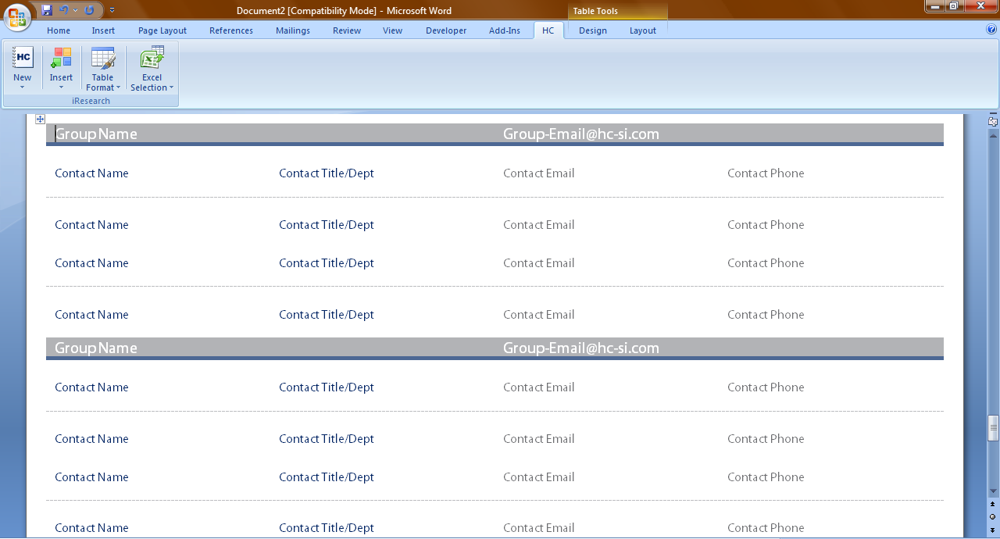 Document2 [Compatibility Mode] - Microsoft Word Table Tools
Home Insert Page Layout References Mailings Review View Developer Add-Ins HC Design Layout
HC
New Insert Table Format Excel Selection
iResearch
Group Name Group-Email@hc-si.com
Contact Name Contact Title/Dept Contact Email Contact Phone
Contact Name Contact Title/Dept Contact Email Contact Phone
Contact Name Contact Title/Dept Contact Email Contact Phone
Contact Name Contact Title/Dept Contact Email Contact Phone
Group Name Group-Email@hc-si.com
Contact Name Contact Title/Dept Contact Email Contact Phone
Contact Name Contact Title/Dept Contact Email Contact Phone
Contact Name Contact Title/Dept Contact Email Contact Phone
Contact Name Contact Title/Dept Contact Email Contact Phone